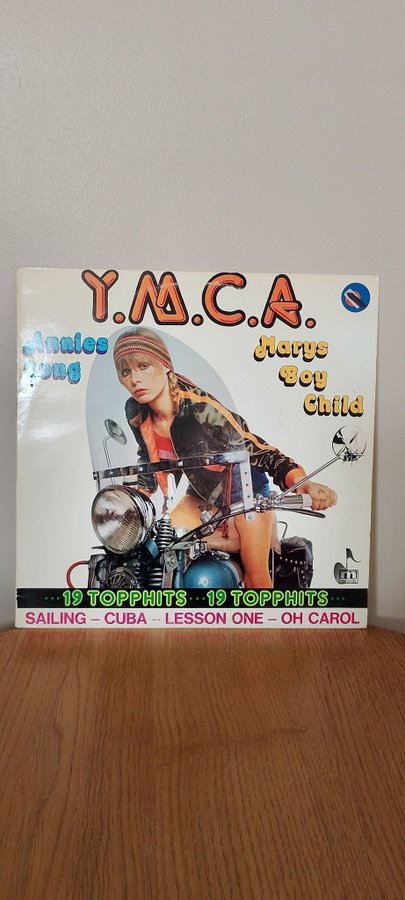 Y.M.C.A.
Annies Song
Marys Boy Child
...19 TOPPHITS...19 TOPPHITS...
SAILING – CUBA – LESSON ONE – OH CAROL